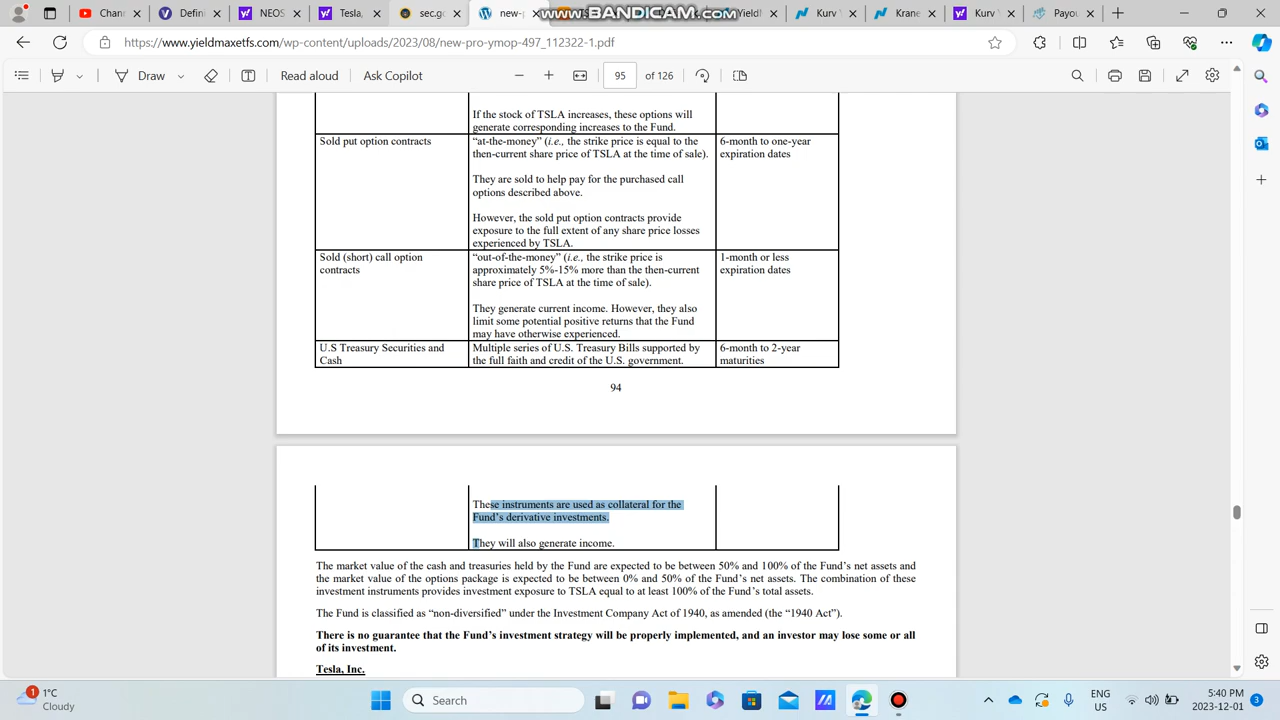 www.BANDICAM.com
Chan
Defin
NEOS
Tesla,
sec.g
new-
Yield
Kurv
Krane
Kurv
Pape
https://www.yieldmaxetfs.com/wp-content/uploads/2023/08/new-pro-ymop-497_112322-1.pdf
Draw
Read aloud
Ask Copilot
95
of 126
If the stock of TSLA increases, these options will
generate corresponding increases to the Fund.
Sold put option contracts
“at-the-money” (i.e., the strike price is equal to the
then-current share price of TSLA at the time of sale).
They are sold to help pay for the purchased call
options described above.
However, the sold put option contracts provide
exposure to the full extent of any share price losses
experienced by TSLA.
6-month to one-year
expiration dates
Sold (short) call option
contracts
“out-of-the-money” (i.e., the strike price is
approximately 5%-15% more than the then-current
share price of TSLA at the time of sale).
They generate current income. However, they also
limit some potential positive returns that the Fund
may have otherwise experienced.
1-month or less
expiration dates
U.S Treasury Securities and
Cash
Multiple series of U.S. Treasury Bills supported by
the full faith and credit of the U.S. government.
6-month to 2-year
maturities
94
These instruments are used as collateral for the
Fund’s derivative investments.
They will also generate income.
The market value of the cash and treasuries held by the Fund are expected to be between 50% and 100% of the Fund’s net assets and
the market value of the options package is expected to be between 0% and 50% of the Fund’s net assets. The combination of these
investment instruments provides investment exposure to TSLA equal to at least 100% of the Fund’s total assets.
The Fund is classified as “non-diversified” under the Investment Company Act of 1940, as amended (the “1940 Act”).
There is no guarantee that the Fund’s investment strategy will be properly implemented, and an investor may lose some or all
of its investment.
Tesla, Inc.
1
1°C
Cloudy
Search
ENG
US
5:40 PM
2023-12-01
3